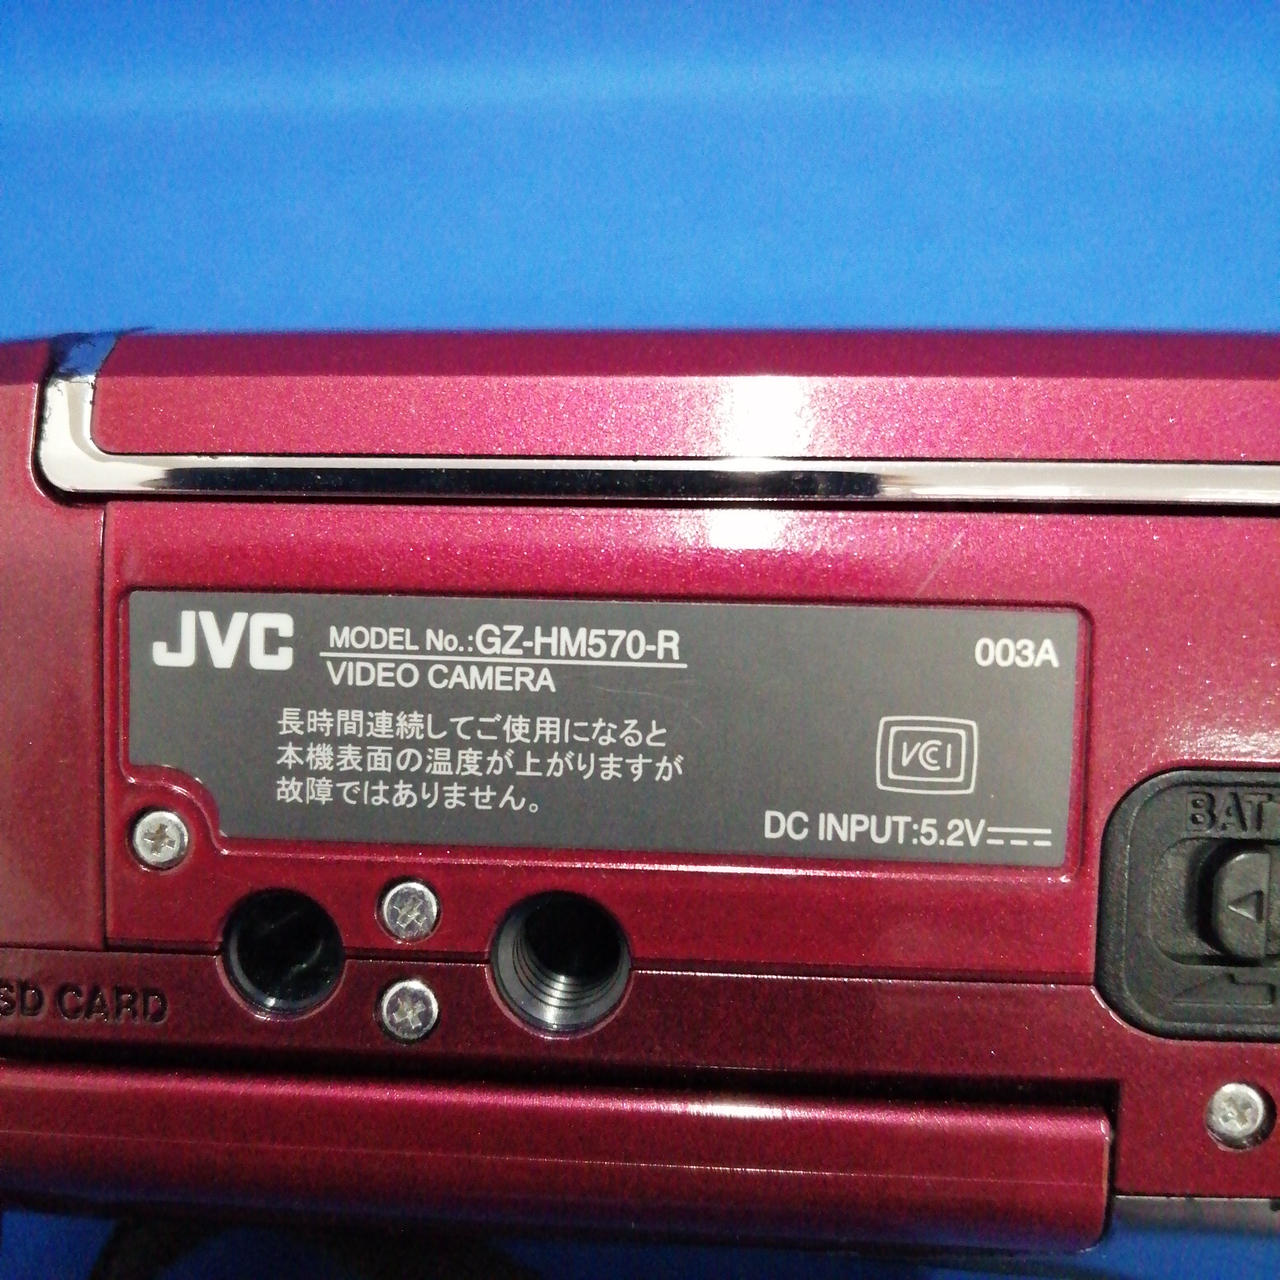 JVC
MODEL No.:GZ-HM570-R
003A
VIDEO CAMERA
長時間連続してご使用になると
本機表面の温度が上がりますが
故障ではありません。
VCCI
DC INPUT:5.2V
BAT
SD CARD